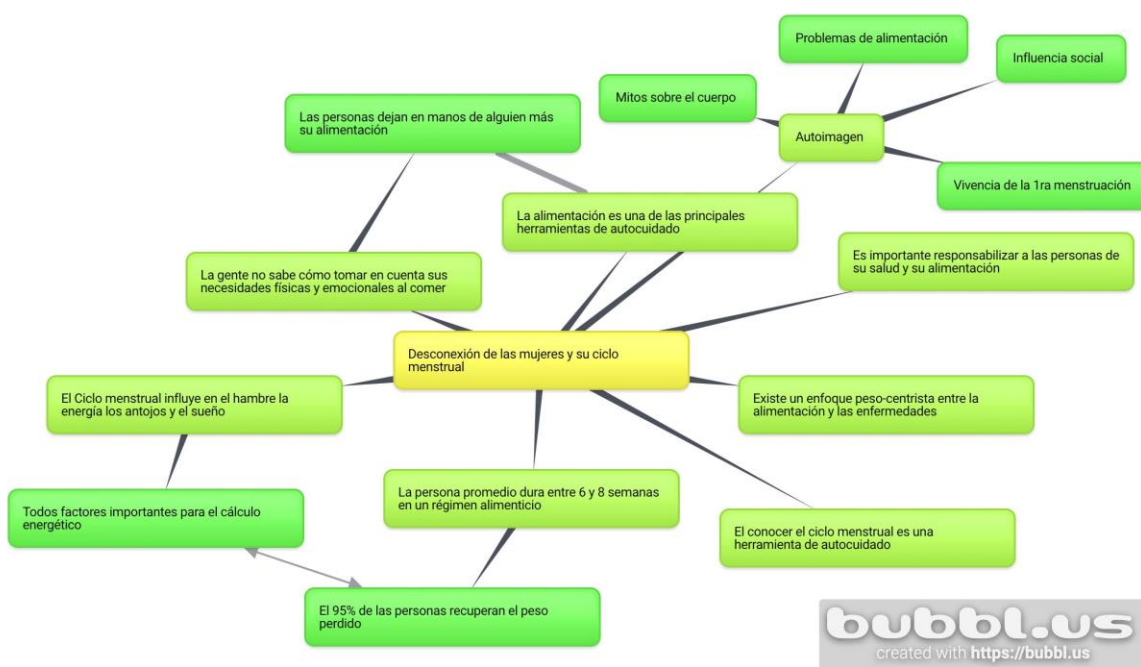 Problemas de alimentación
Influencia social
Mitos sobre el cuerpo
Las personas dejan en manos de alguien más
su alimentación
Autoimagen
Vivencia de la 1ra menstruación
La alimentación es una de las principales
herramientas de autocuidado
Es importante responsabilizar a las personas de
su salud y su alimentación
La gente no sabe cómo tomar en cuenta sus
necesidades físicas y emocionales al comer
Desconexión de las mujeres y su ciclo
menstrual
El Ciclo menstrual influye en el hambre la
energía los antojos y el sueño
Existe un enfoque peso-centrista entre la
alimentación y las enfermedades
La persona promedio dura entre 6 y 8 semanas
en un régimen alimenticio
Todos factores importantes para el cálculo
energético
El conocer el ciclo menstrual es una
herramienta de autocuidado
El 95% de las personas recuperan el peso
perdido
bubbl.us
created with https://bubbl.us